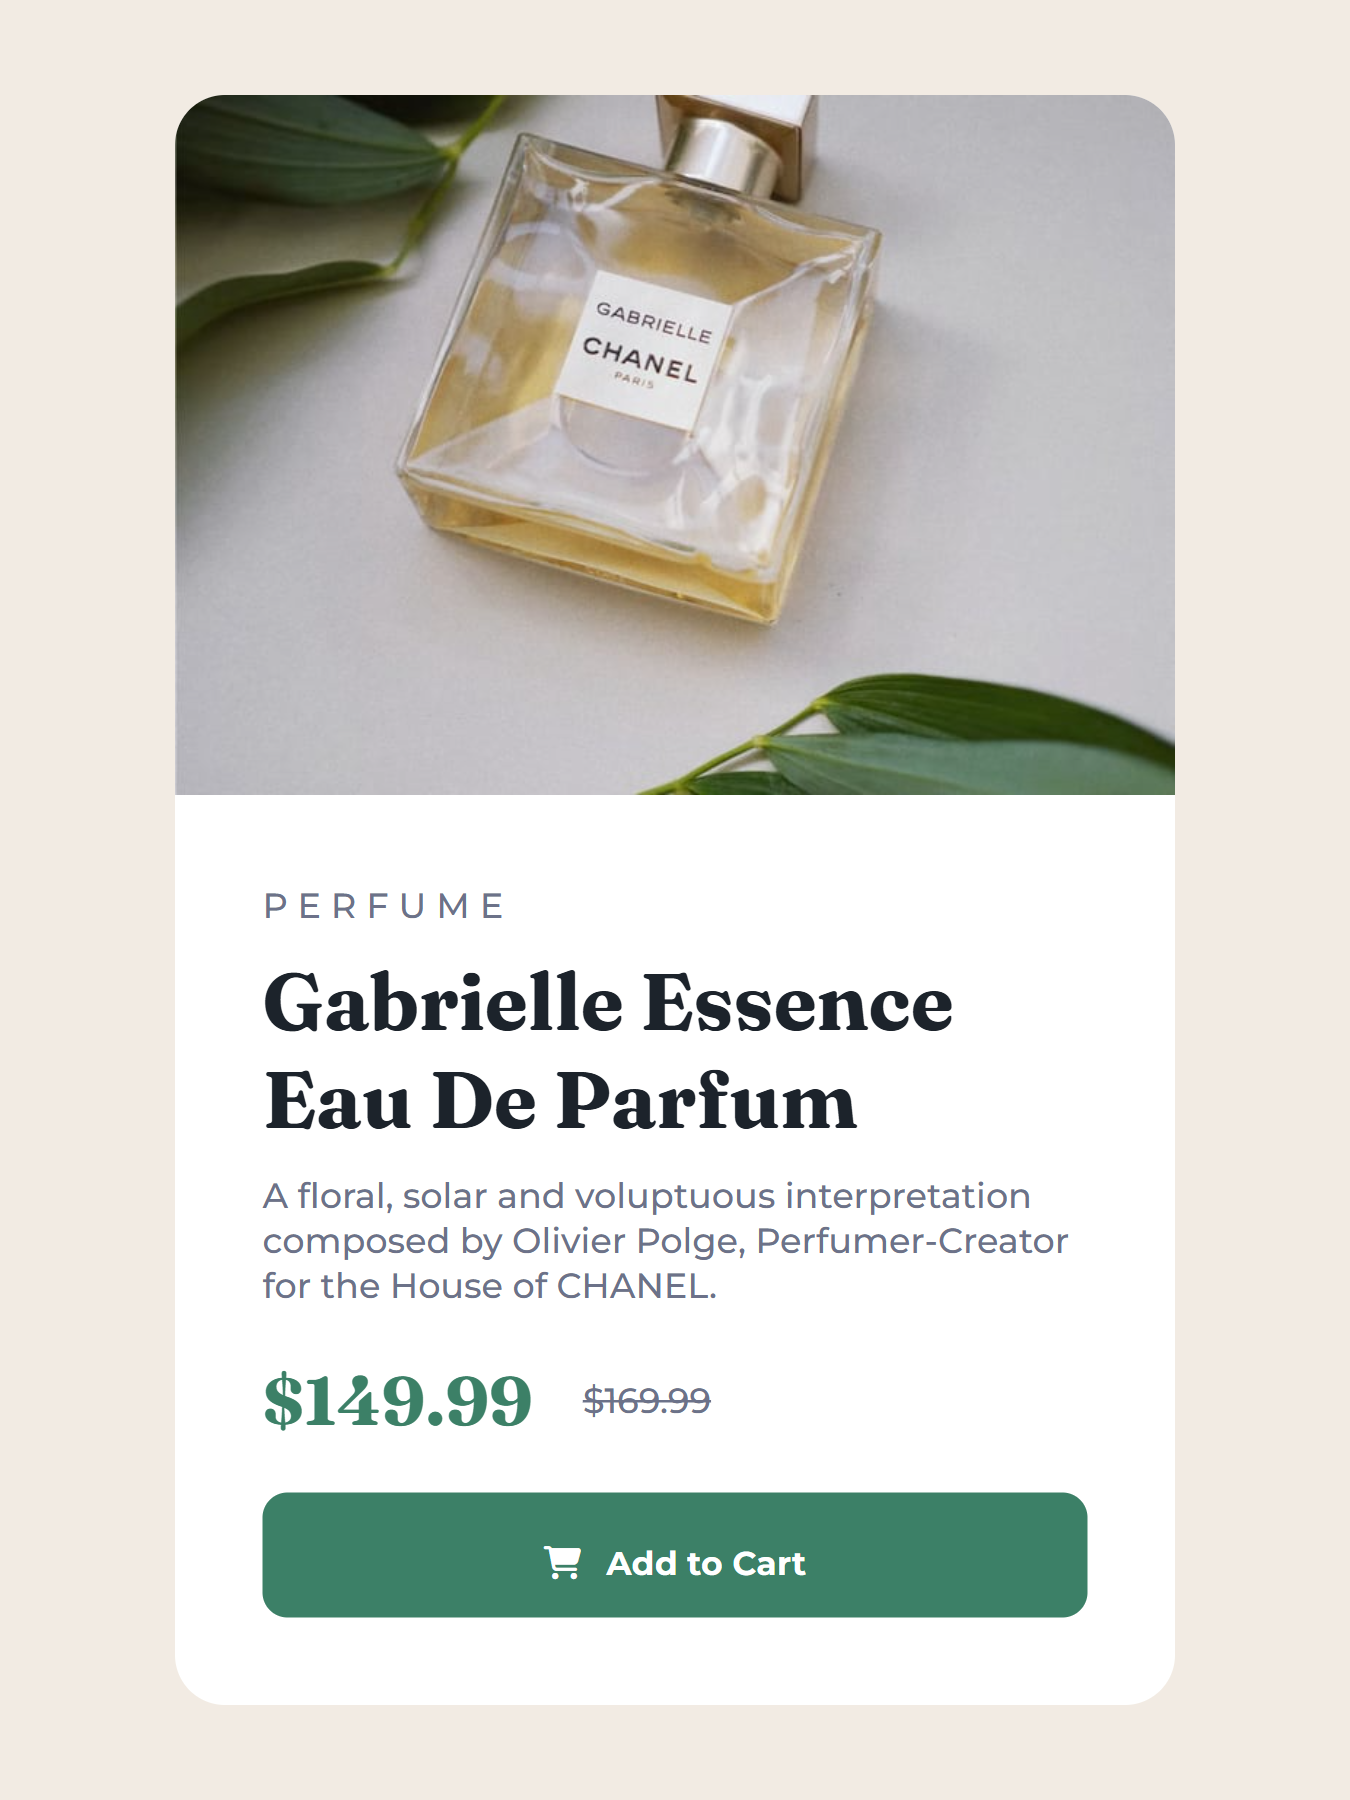 GABRIELLE
CHANEL
PARIS
PERFUME
Gabrielle Essence
Eau De Parfum
A floral, solar and voluptuous interpretation
composed by Olivier Polge, Perfumer-Creator
for the House of CHANEL.
$149.99 $169.99
Add to Cart